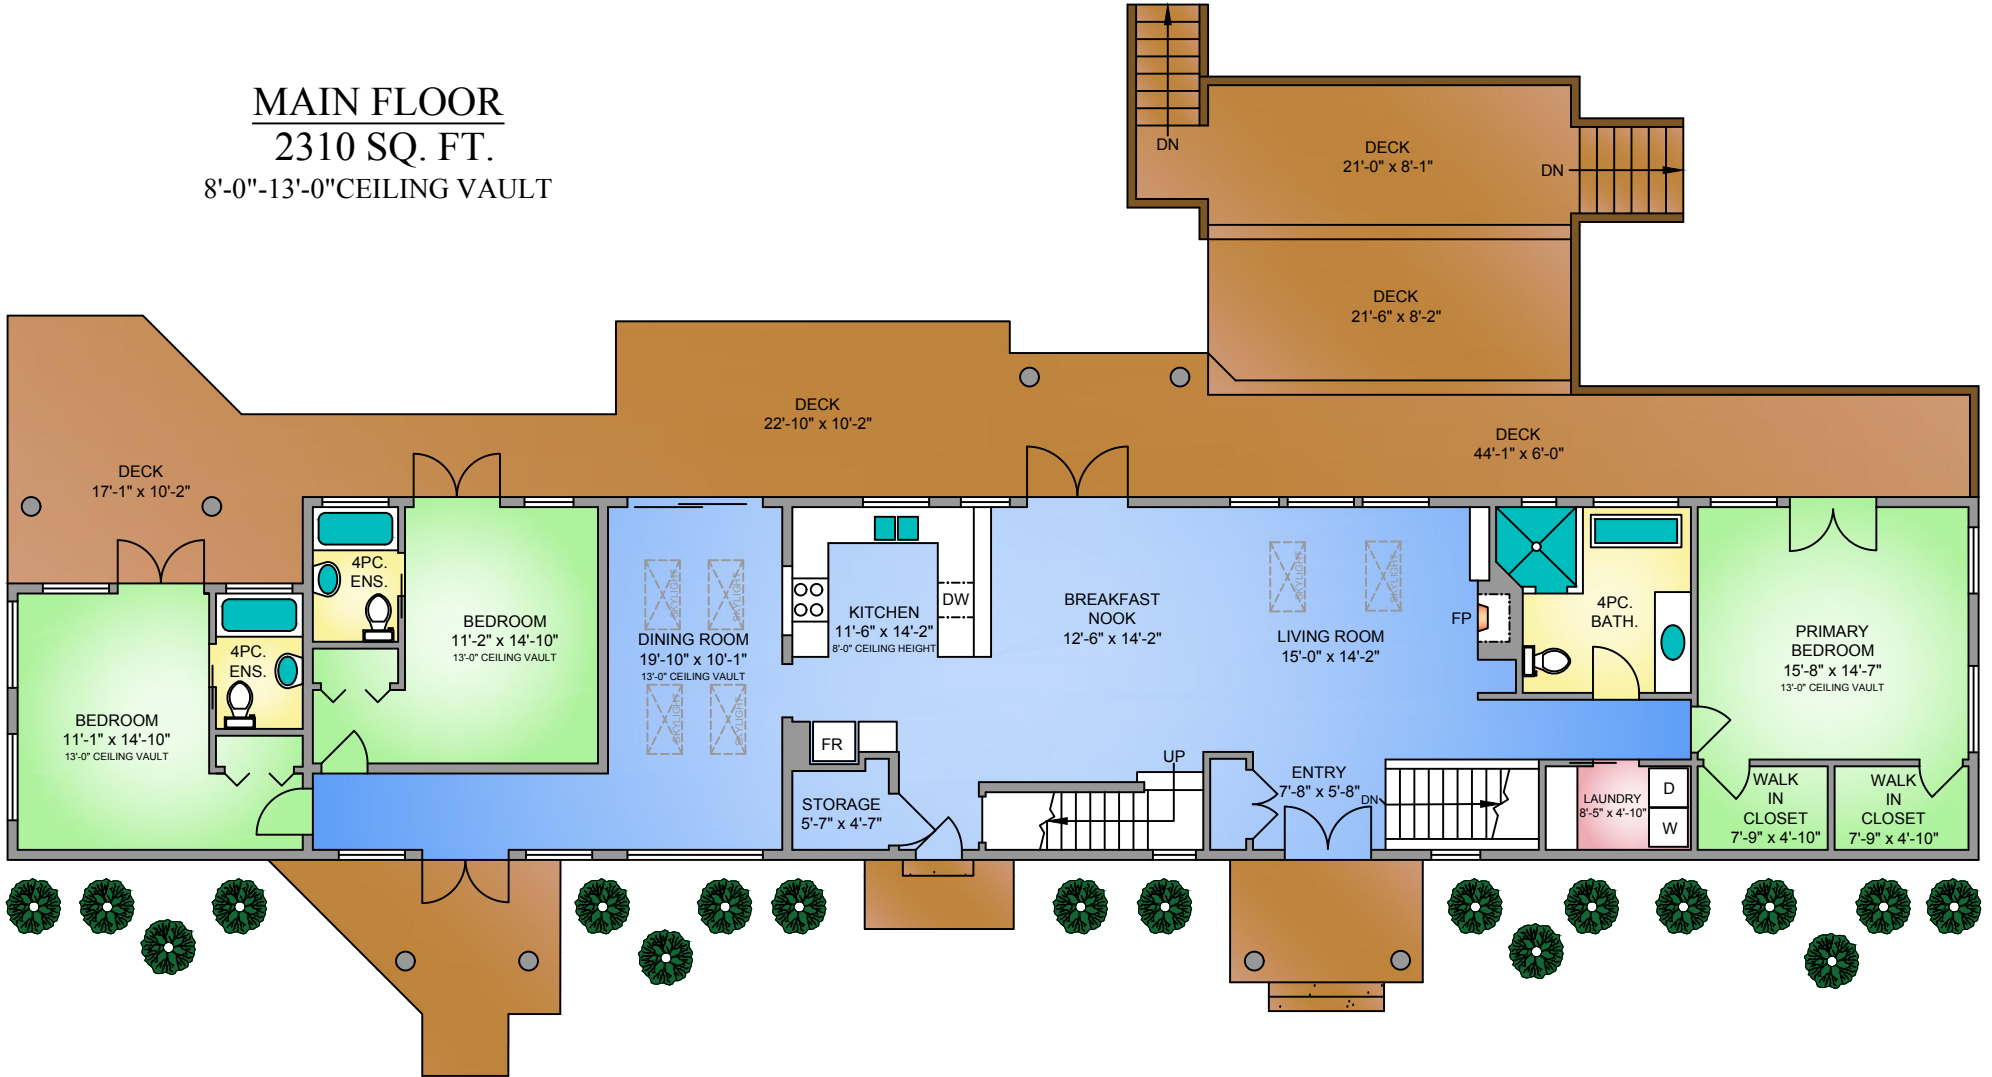 MAIN FLOOR
2310 SQ. FT.
8'-0"-13'-0"CEILING VAULT
DN
DECK
21'-0" x 8'-1"
DN
DECK
21'-6" x 8'-2"
DECK
22'-10" x 10'-2"
DECK
44'-1" x 6'-0"
DECK
17'-1" x 10'-2"
4PC.
ENS.
BEDROOM
11'-2" x 14'-10"
13'-0" CEILING VAULT
4PC.
ENS.
BEDROOM
11'-1" x 14'-10"
13'-0" CEILING VAULT
SKYLIGHT
SKYLIGHT
DINING ROOM
19'-10" x 10'-1"
13'-0" CEILING VAULT
SKYLIGHT
SKYLIGHT
KITCHEN
11'-6" x 14'-2"
8'-0" CEILING HEIGHT
DW
FR
STORAGE
5'-7" x 4'-7"
BREAKFAST
NOOK
12'-6" x 14'-2"
UP
SKYLIGHT
SKYLIGHT
LIVING ROOM
15'-0" x 14'-2"
FP
ENTRY
7'-8" x 5'-8"
DN
4PC.
BATH.
LAUNDRY
8'-5" x 4'-10"
D
W
PRIMARY
BEDROOM
15'-8" x 14'-7"
13'-0" CEILING VAULT
WALK
IN
CLOSET
7'-9" x 4'-10"
WALK
IN
CLOSET
7'-9" x 4'-10"